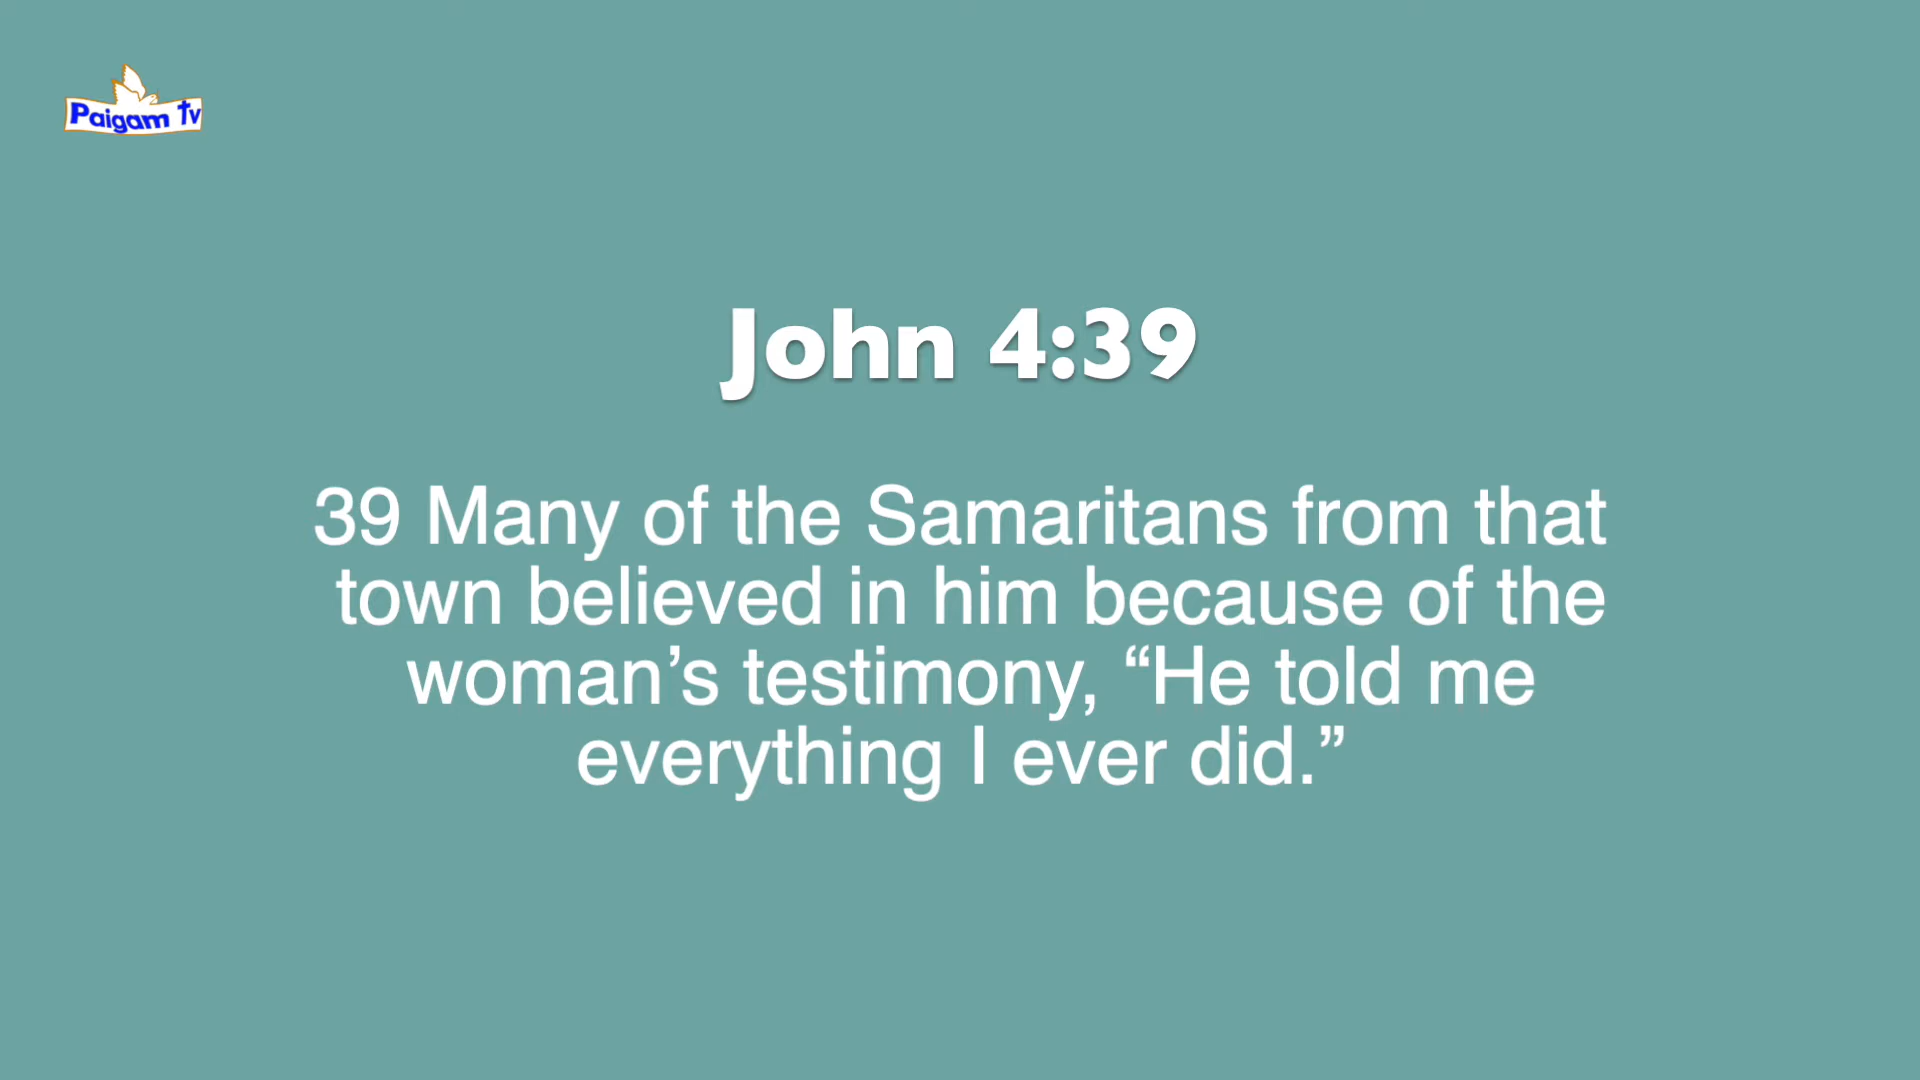 Paigam Tv
John 4:39
39 Many of the Samaritans from that
town believed in him because of the
woman’s testimony, “He told me
everything I ever did.”